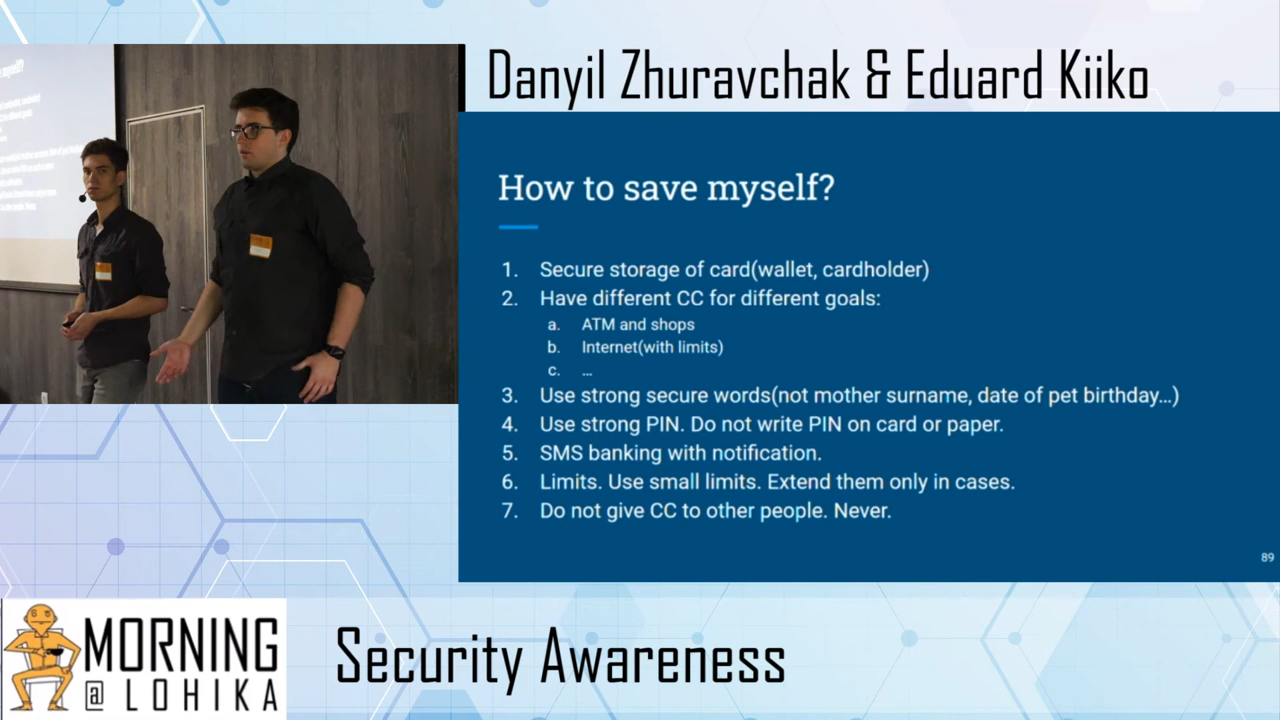 Danyil Zhuravchak & Eduard Kiiko
How to save myself?
1. Secure storage of card(wallet, cardholder)
2. Have different CC for different goals:
a. ATM and shops
b. Internet(with limits)
c. ...
3. Use strong secure words(not mother surname, date of pet birthday...)
4. Use strong PIN. Do not write PIN on card or paper.
5. SMS banking with notification.
6. Limits. Use small limits. Extend them only in cases.
7. Do not give CC to other people. Never.
89
MORNING
@ LOHIKA
Security Awareness